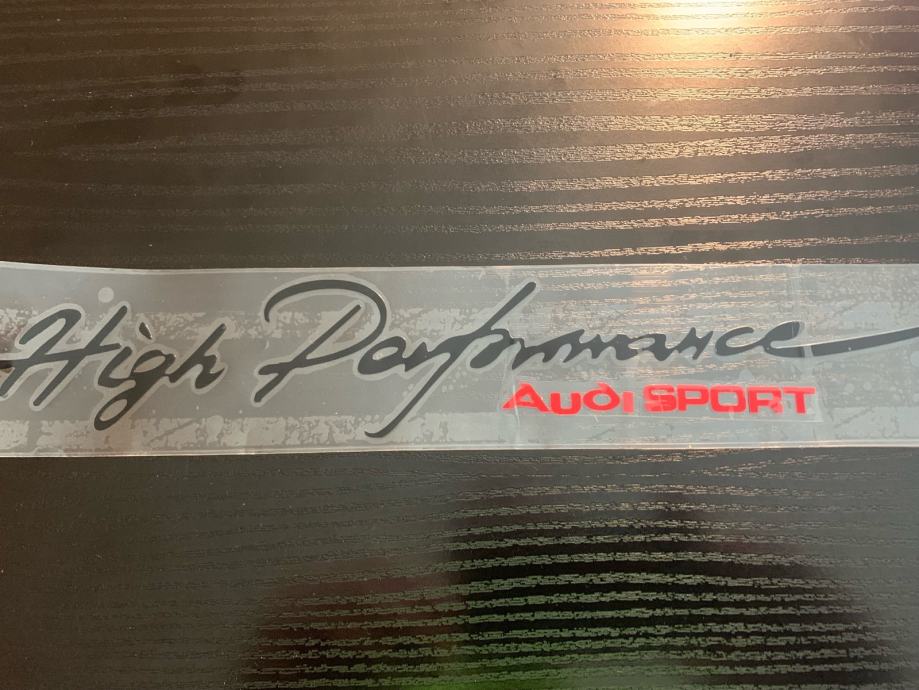 High Performance
Audi SPORT